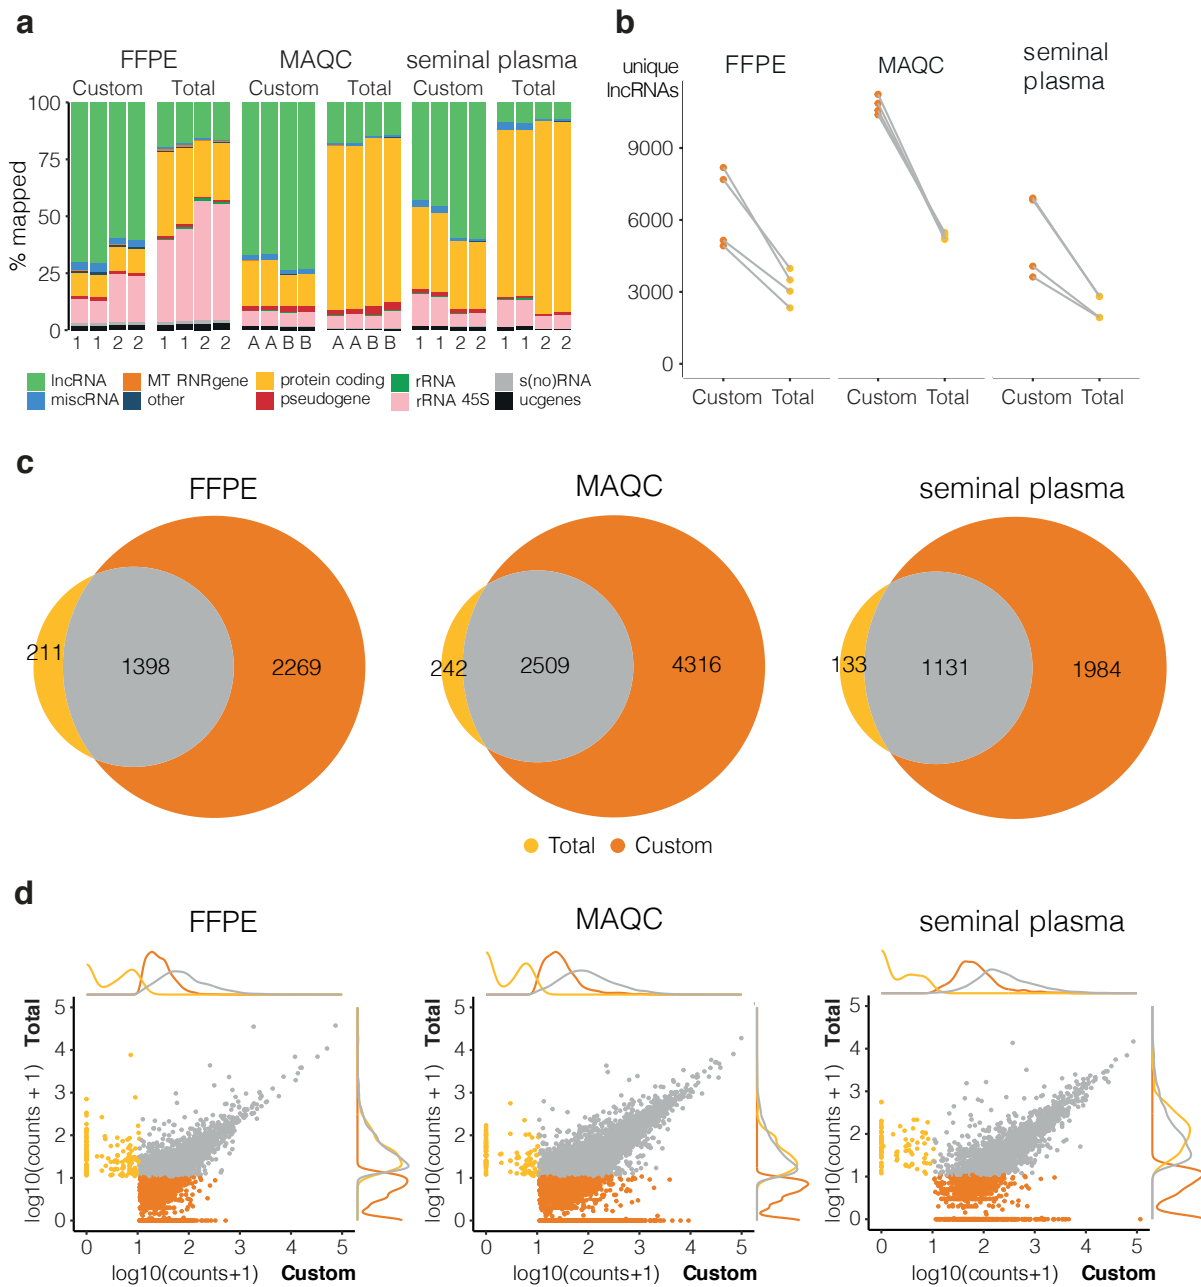 a
FFPE MAQC seminal plasma
Custom Total Custom Total Custom Total
% mapped
100
75
50
25
0
1 1 2 2 1 1 2 2 A A B B A A B B 1 1 2 2 1 1 2 2
lncRNA MT RNRgene protein coding rRNA s(no)RNA
miscRNA other pseudogene rRNA 45S ucgenes
b
unique
lncRNAs
FFPE MAQC seminal
plasma
9000
6000
3000
0
Custom Total Custom Total Custom Total
c
FFPE MAQC seminal plasma
211 1398 2269 242 2509 4316 133 1131 1984
Total Custom
d
FFPE MAQC seminal plasma
log10(counts + 1) Total
5
4
3
2
1
0
0 1 2 3 4 5
log10(counts+1) Custom
log10(counts + 1) Total
5
4
3
2
1
0
0 1 2 3 4 5
log10(counts+1) Custom
log10(counts + 1) Total
5
4
3
2
1
0
0 1 2 3 4 5
log10(counts+1) Custom